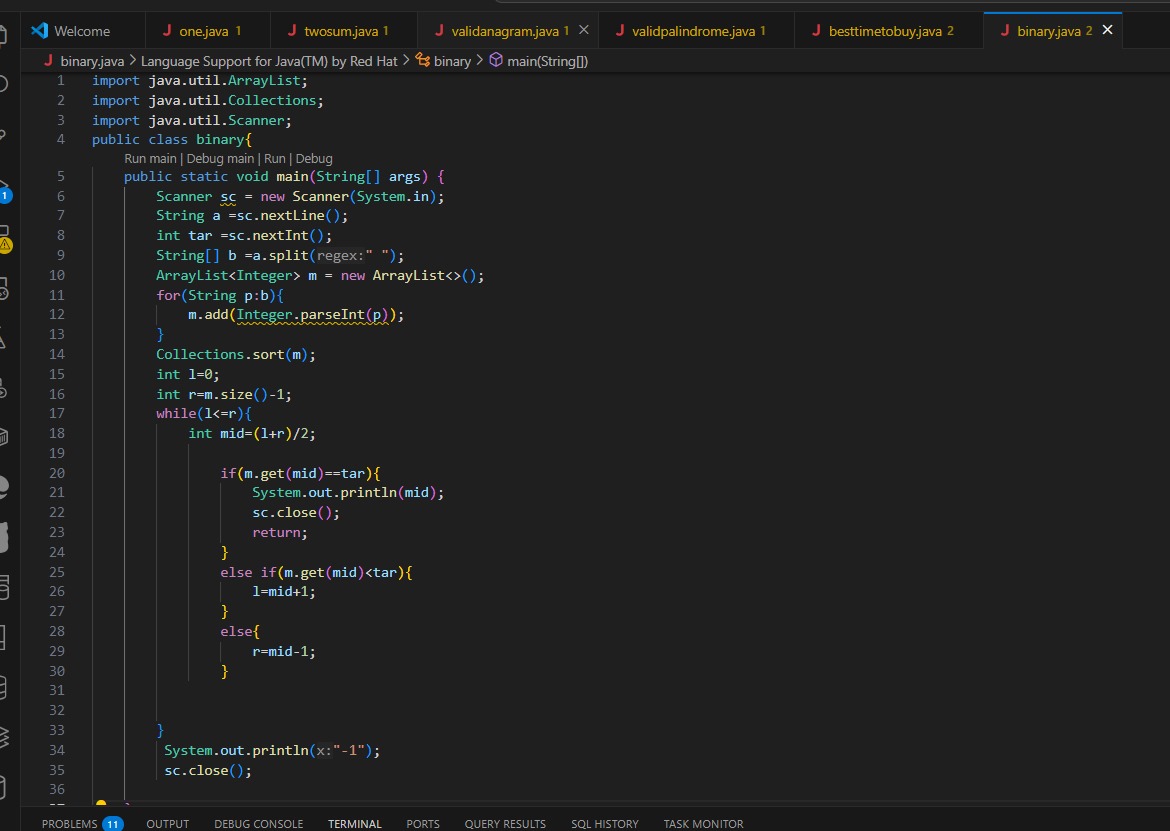 Welcome one.java 1 twosum.java 1 validanagram.java 1 validpalindrome.java 1 besttimetobuy.java 2 binary.java 2
binary.java > Language Support for Java(TM) by Red Hat > binary > main(String[])
1 import java.util.ArrayList;
2 import java.util.Collections;
3 import java.util.Scanner;
4 public class binary{
Run main | Debug main | Run | Debug
5 public static void main(String[] args) {
6 Scanner sc = new Scanner(System.in);
7 String a =sc.nextLine();
8 int tar =sc.nextInt();
9 String[] b =a.split(regex:" ");
10 ArrayList<Integer> m = new ArrayList<>();
11 for(String p:b){
12 m.add(Integer.parseInt(p));
13 }
14 Collections.sort(m);
15 int l=0;
16 int r=m.size()-1;
17 while(l<=r){
18 int mid=(l+r)/2;
19
20 if(m.get(mid)==tar){
21 System.out.println(mid);
22 sc.close();
23 return;
24 }
25 else if(m.get(mid)<tar){
26 l=mid+1;
27 }
28 else{
29 r=mid-1;
30 }
31
32
33 }
34 System.out.println(x:"-1");
35 sc.close();
36
1
PROBLEMS 11 OUTPUT DEBUG CONSOLE TERMINAL PORTS QUERY RESULTS SQL HISTORY TASK MONITOR